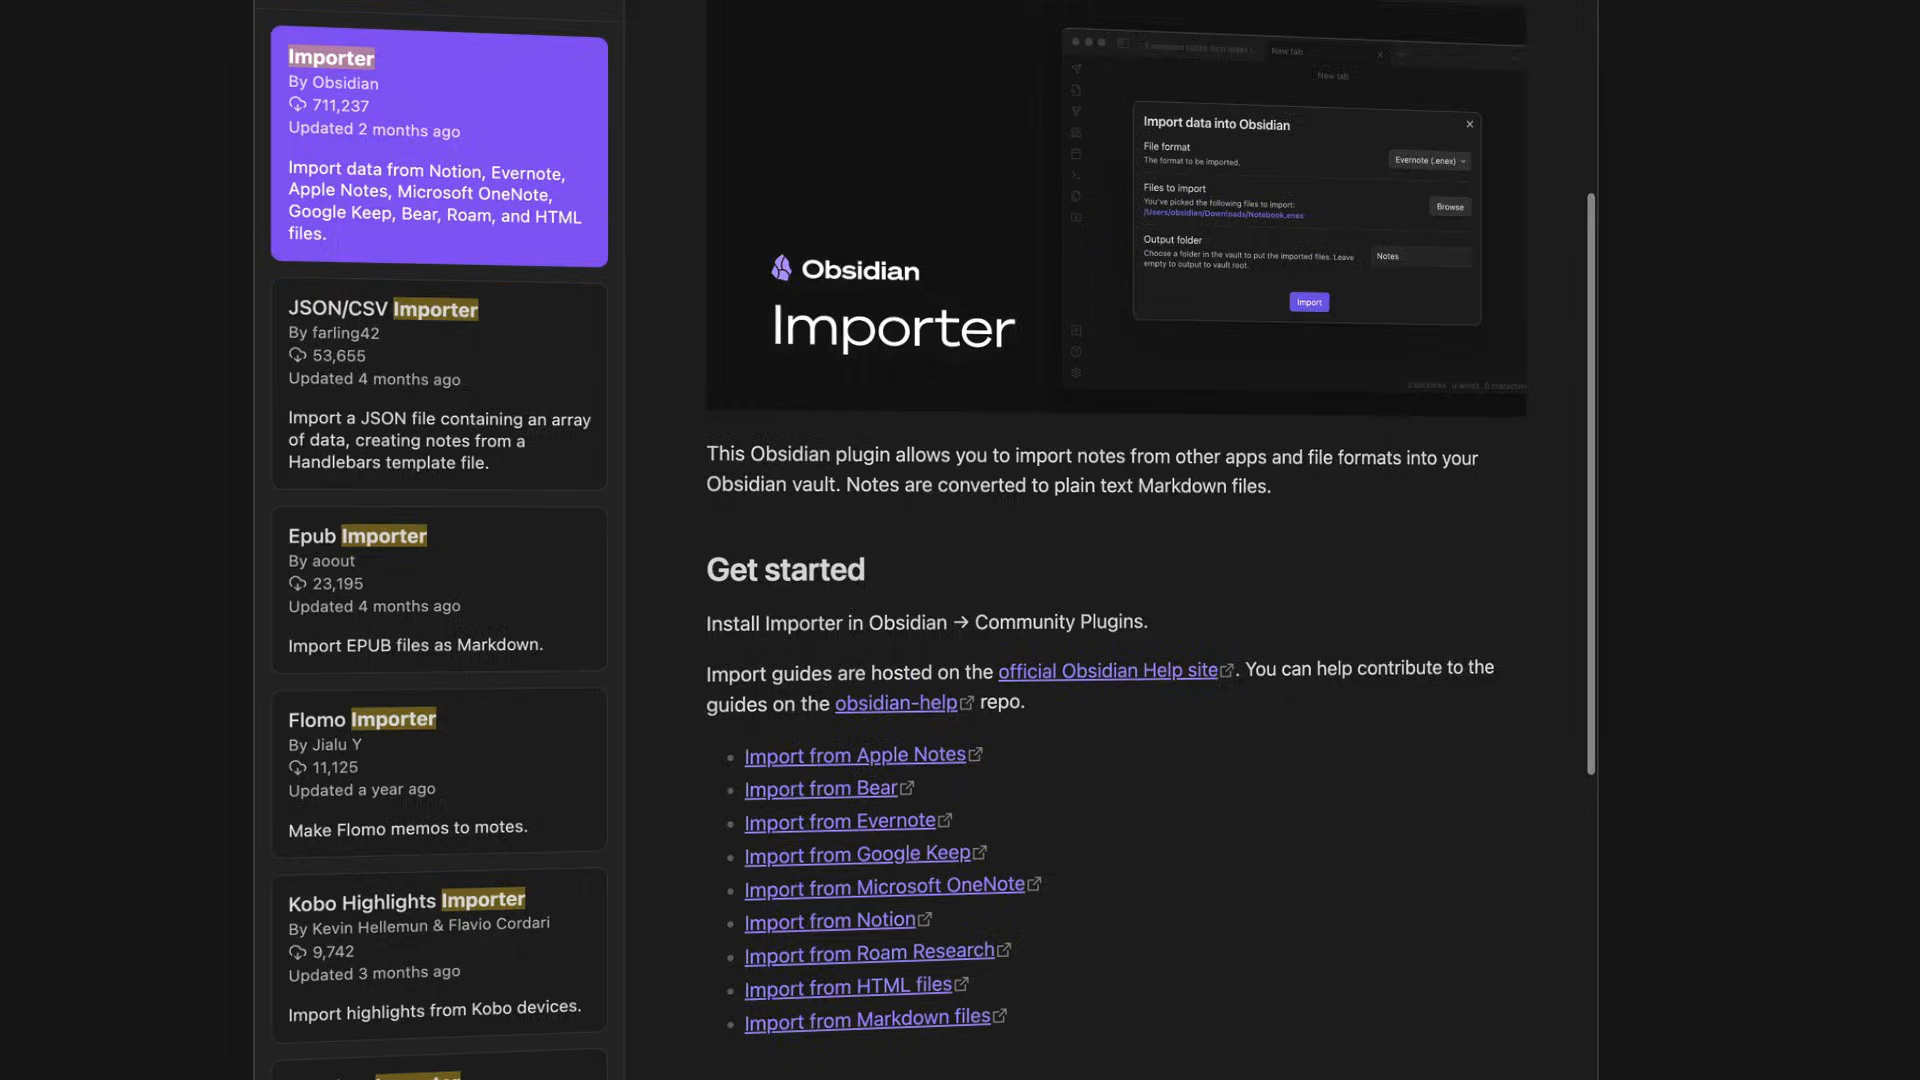 Importer
By Obsidian
711,237
Updated 2 months ago
Import data from Notion, Evernote,
Apple Notes, Microsoft OneNote,
Google Keep, Bear, Roam, and HTML
files.
JSON/CSV Importer
By farling42
53,655
Updated 4 months ago
Import a JSON file containing an array
of data, creating notes from a
Handlebars template file.
Epub Importer
By aoout
23,195
Updated 4 months ago
Import EPUB files as Markdown.
Flomo Importer
By Jialu Y
11,125
Updated a year ago
Make Flomo memos to motes.
Kobo Highlights Importer
By Kevin Hellemun & Flavio Cordari
9,742
Updated 3 months ago
Import highlights from Kobo devices.
Obsidian
Importer
New tab
New tab
Import data into Obsidian
File format
The format to be imported.
Evernote (.enex)
Files to import
You've picked the following files to import:
/Users/obsidian/Downloads/Notebook.enex
Browse
Output folder
Choose a folder in the vault to put the imported files. Leave
empty to output to vault root.
Notes
Import
This Obsidian plugin allows you to import notes from other apps and file formats into your
Obsidian vault. Notes are converted to plain text Markdown files.
Get started
Install Importer in Obsidian → Community Plugins.
Import guides are hosted on the official Obsidian Help site. You can help contribute to the
guides on the obsidian-help repo.
Import from Apple Notes
Import from Bear
Import from Evernote
Import from Google Keep
Import from Microsoft OneNote
Import from Notion
Import from Roam Research
Import from HTML files
Import from Markdown files